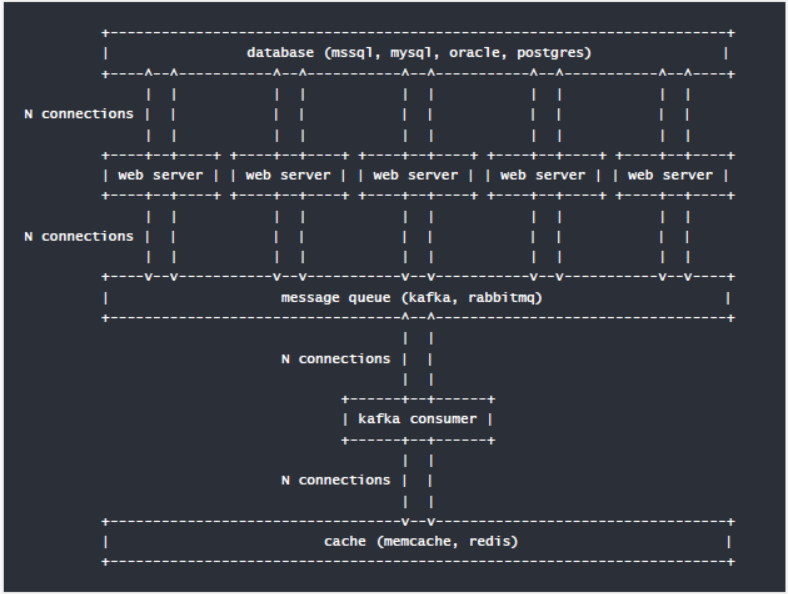 database (mssql, mysql, oracle, postgres)
N connections
web server web server web server web server web server
N connections
message queue (kafka, rabbitmq)
N connections
kafka consumer
N connections
cache (memcache, redis)